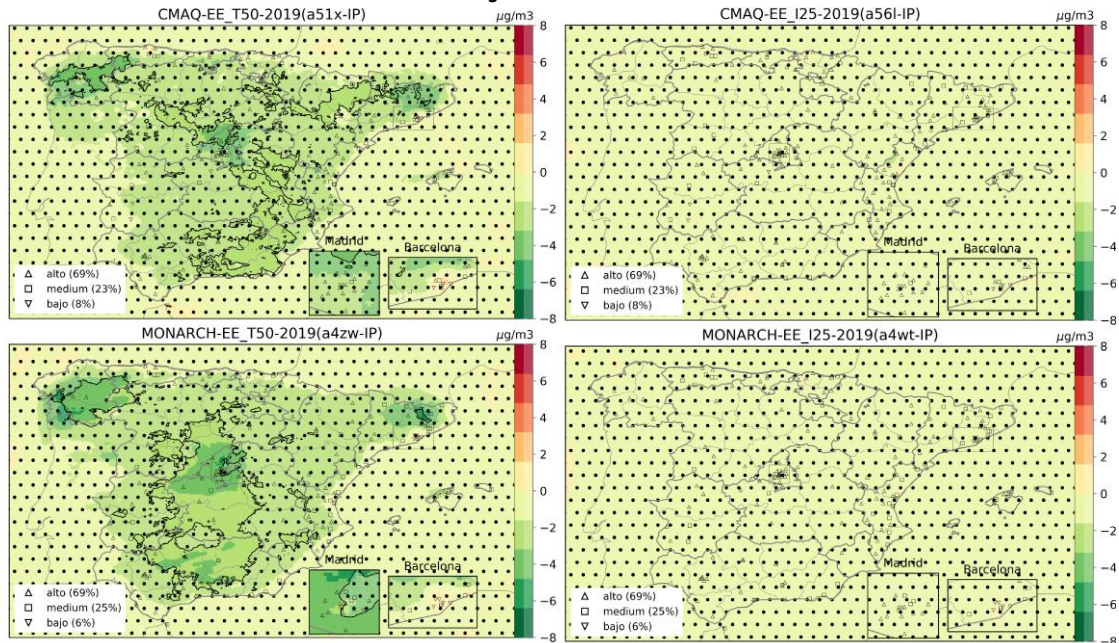 CMAQ-EE_T50-2019(a51x-IP)
μg/m3
8
6
4
2
0
−2
−4
−6
−8
Madrid
Barcelona
alto (69%)
medium (23%)
bajo (8%)
CMAQ-EE_I25-2019(a56l-IP)
μg/m3
8
6
4
2
0
−2
−4
−6
−8
Madrid
Barcelona
alto (69%)
medium (23%)
bajo (8%)
MONARCH-EE_T50-2019(a4zw-IP)
μg/m3
8
6
4
2
0
−2
−4
−6
−8
Madrid
Barcelona
alto (69%)
medium (25%)
bajo (6%)
MONARCH-EE_I25-2019(a4wt-IP)
μg/m3
8
6
4
2
0
−2
−4
−6
−8
Madrid
Barcelona
alto (69%)
medium (25%)
bajo (6%)